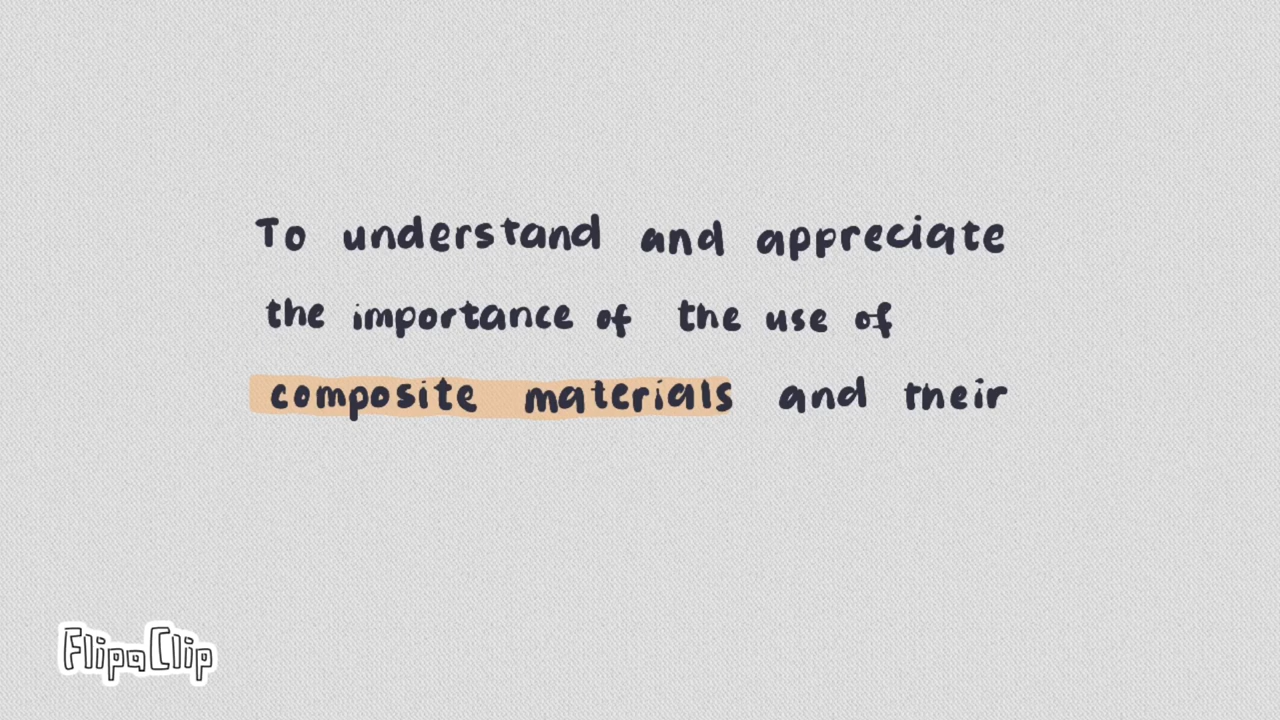 To understand and appreciate
the importance of the use of
composite materials and their
FlipaClip